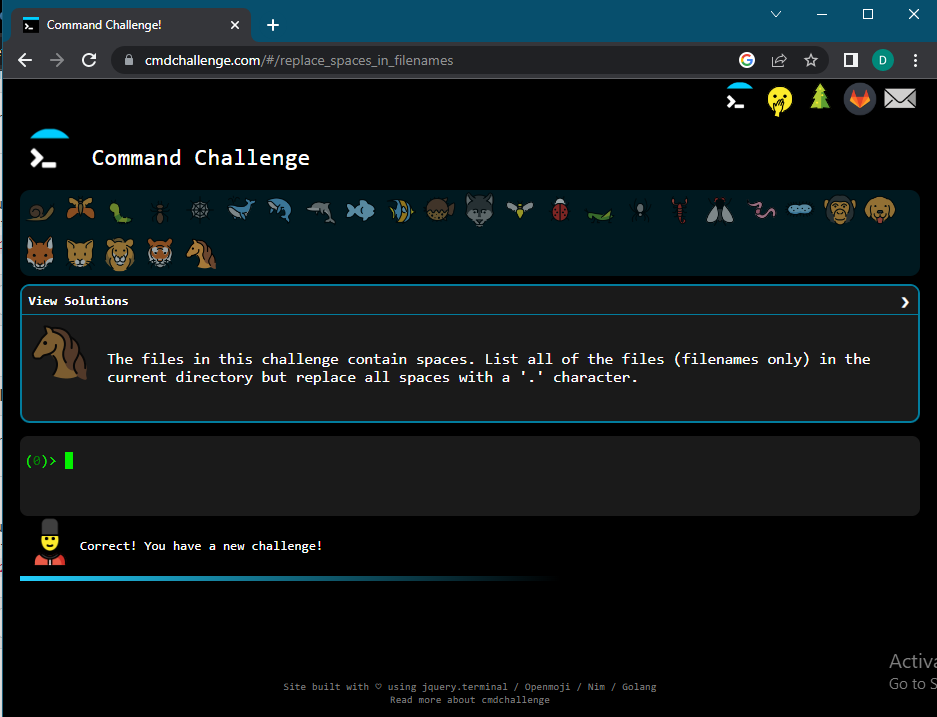 Command Challenge!
cmdchallenge.com/#/replace_spaces_in_filenames
D
Command Challenge
View Solutions
The files in this challenge contain spaces. List all of the files (filenames only) in the
current directory but replace all spaces with a '.' character.
(0)>
Correct! You have a new challenge!
Activa
Go to S
Site built with ♡ using jquery.terminal / Openmoji / Nim / Golang
Read more about cmdchallenge